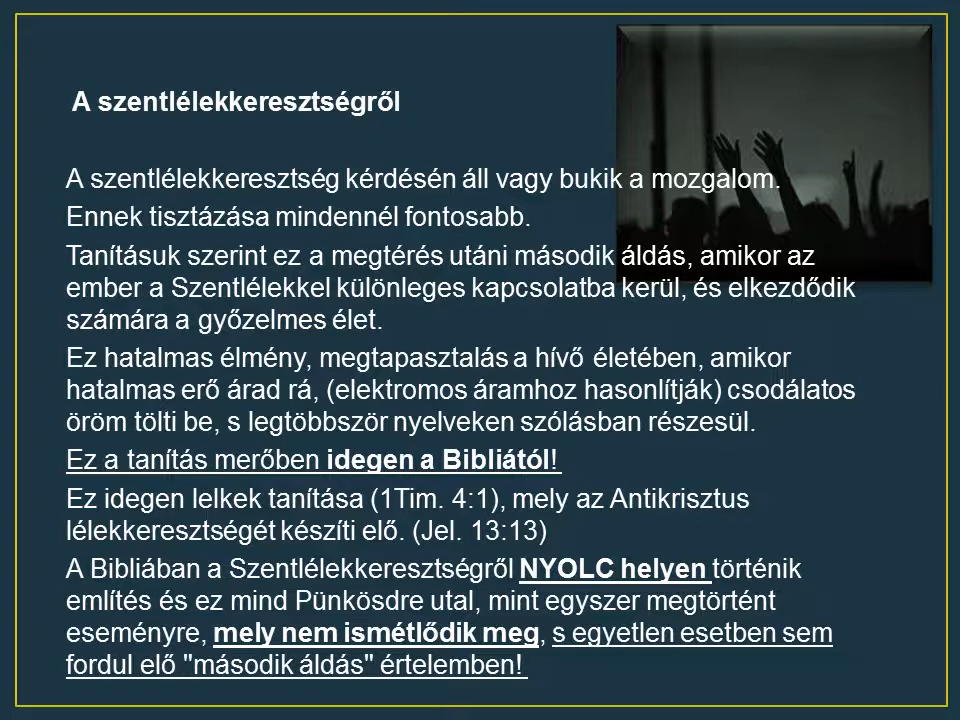 A szentlélekkeresztségről
A szentlélekkeresztség kérdésén áll vagy bukik a mozgalom.
Ennek tisztázása mindennél fontosabb.
Tanításuk szerint ez a megtérés utáni második áldás, amikor az
ember a Szentlélekkel különleges kapcsolatba kerül, és elkezdődik
számára a győzelmes élet.
Ez hatalmas élmény, megtapasztalás a hívő életében, amikor
hatalmas erő árad rá, (elektromos áramhoz hasonlítják) csodálatos
öröm tölti be, s legtöbbször nyelveken szólásban részesül.
Ez a tanítás merőben idegen a Bibliától!
Ez idegen lelkek tanítása (1Tim. 4:1), mely az Antikrisztus
lélekkeresztségét készíti elő. (Jel. 13:13)
A Bibliában a Szentlélekkeresztségről NYOLC helyen történik
említés és ez mind Pünkösdre utal, mint egyszer megtörtént
eseményre, mely nem ismétlődik meg, s egyetlen esetben sem
fordul elő "második áldás" értelemben!